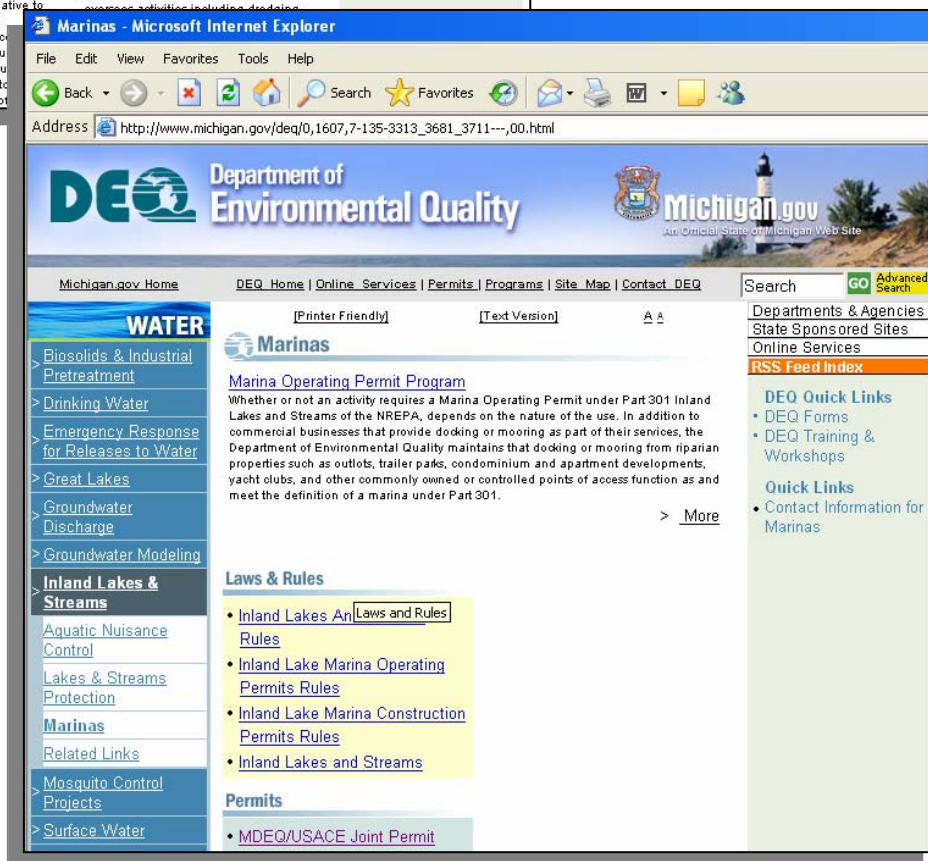 ative to
oversees activities including dredging
Marinas - Microsoft Internet Explorer
File Edit View Favorites Tools Help
Back Search Favorites
Address http://www.michigan.gov/deq/0,1607,7-135-3313_3681_3711---,00.html
DEQ Department of
Environmental Quality
Michigan.gov
An Official State of Michigan Web Site
Michigan.gov Home DEQ Home | Online Services | Permits | Programs | Site Map | Contact DEQ Search GO Advanced Search
WATER
Biosolids & Industrial
Pretreatment
Drinking Water
Emergency Response
for Releases to Water
Great Lakes
Groundwater
Discharge
Groundwater Modeling
Inland Lakes &
Streams
Aquatic Nuisance
Control
Lakes & Streams
Protection
Marinas
Related Links
Mosquito Control
Projects
Surface Water
[Printer Friendly] [Text Version] A A
Marinas
Marina Operating Permit Program
Whether or not an activity requires a Marina Operating Permit under Part 301 Inland
Lakes and Streams of the NREPA, depends on the nature of the use. In addition to
commercial businesses that provide docking or mooring as part of their services, the
Department of Environmental Quality maintains that docking or mooring from riparian
properties such as outlots, trailer parks, condominium and apartment developments,
yacht clubs, and other commonly owned or controlled points of access function as and
meet the definition of a marina under Part 301.
> More
Laws & Rules
• Inland Lakes An Laws and Rules
Rules
• Inland Lake Marina Operating
Permits Rules
• Inland Lake Marina Construction
Permits Rules
• Inland Lakes and Streams
Permits
• MDEQ/USACE Joint Permit
Departments & Agencies
State Sponsored Sites
Online Services
RSS Feed Index
DEQ Quick Links
• DEQ Forms
• DEQ Training &
Workshops
Quick Links
• Contact Information for
Marinas